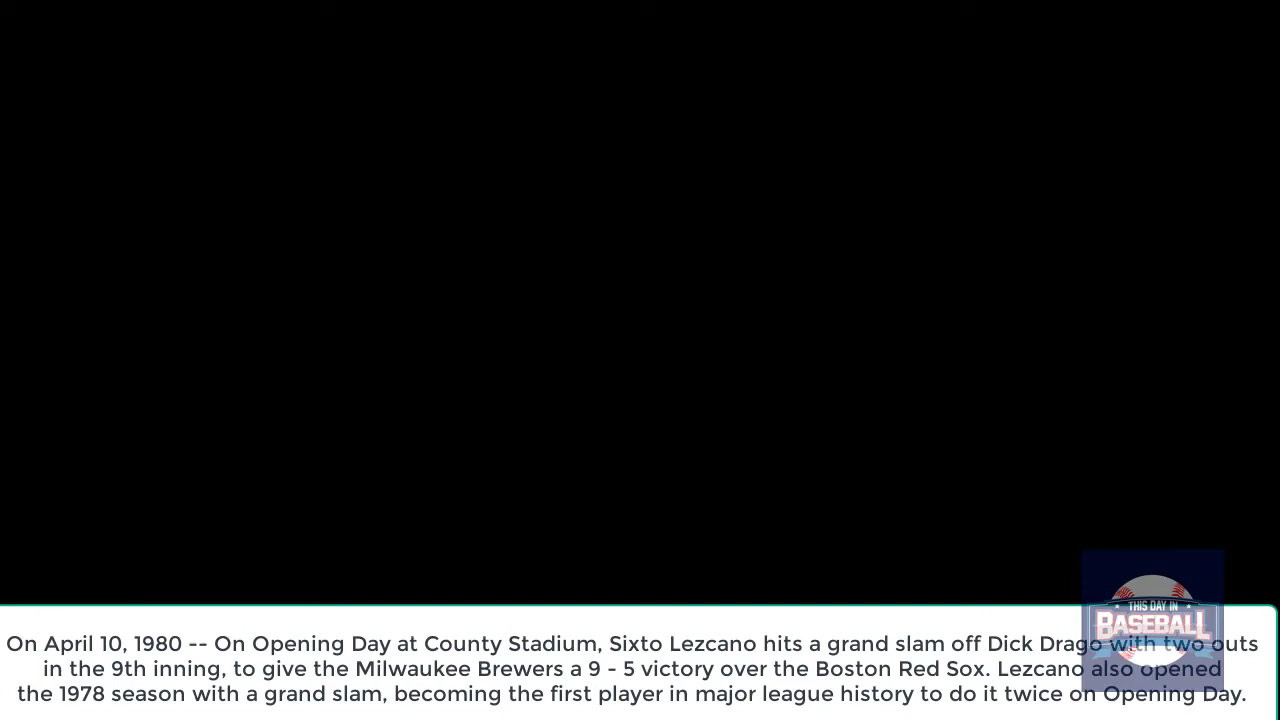 THIS DAY IN
BASEBALL
On April 10, 1980 -- On Opening Day at County Stadium, Sixto Lezcano hits a grand slam off Dick Drago with two outs
in the 9th inning, to give the Milwaukee Brewers a 9 - 5 victory over the Boston Red Sox. Lezcano also opened
the 1978 season with a grand slam, becoming the first player in major league history to do it twice on Opening Day.